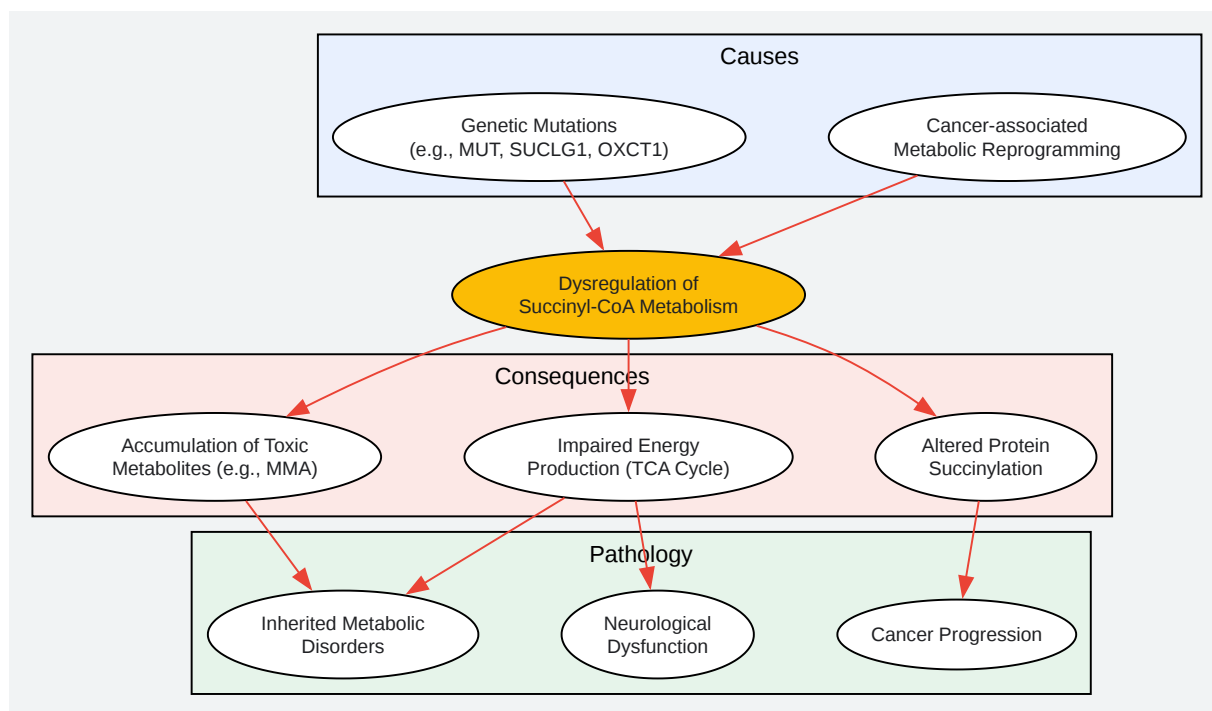 Causes
Genetic Mutations
(e.g., MUT, SUCLG1, OXCT1)
Cancer-associated
Metabolic Reprogramming
Dysregulation of
Succinyl-CoA Metabolism
Consequences
Accumulation of Toxic
Metabolites (e.g., MMA)
Impaired Energy
Production (TCA Cycle)
Altered Protein
Succinylation
Pathology
Inherited Metabolic
Disorders
Neurological
Dysfunction
Cancer Progression